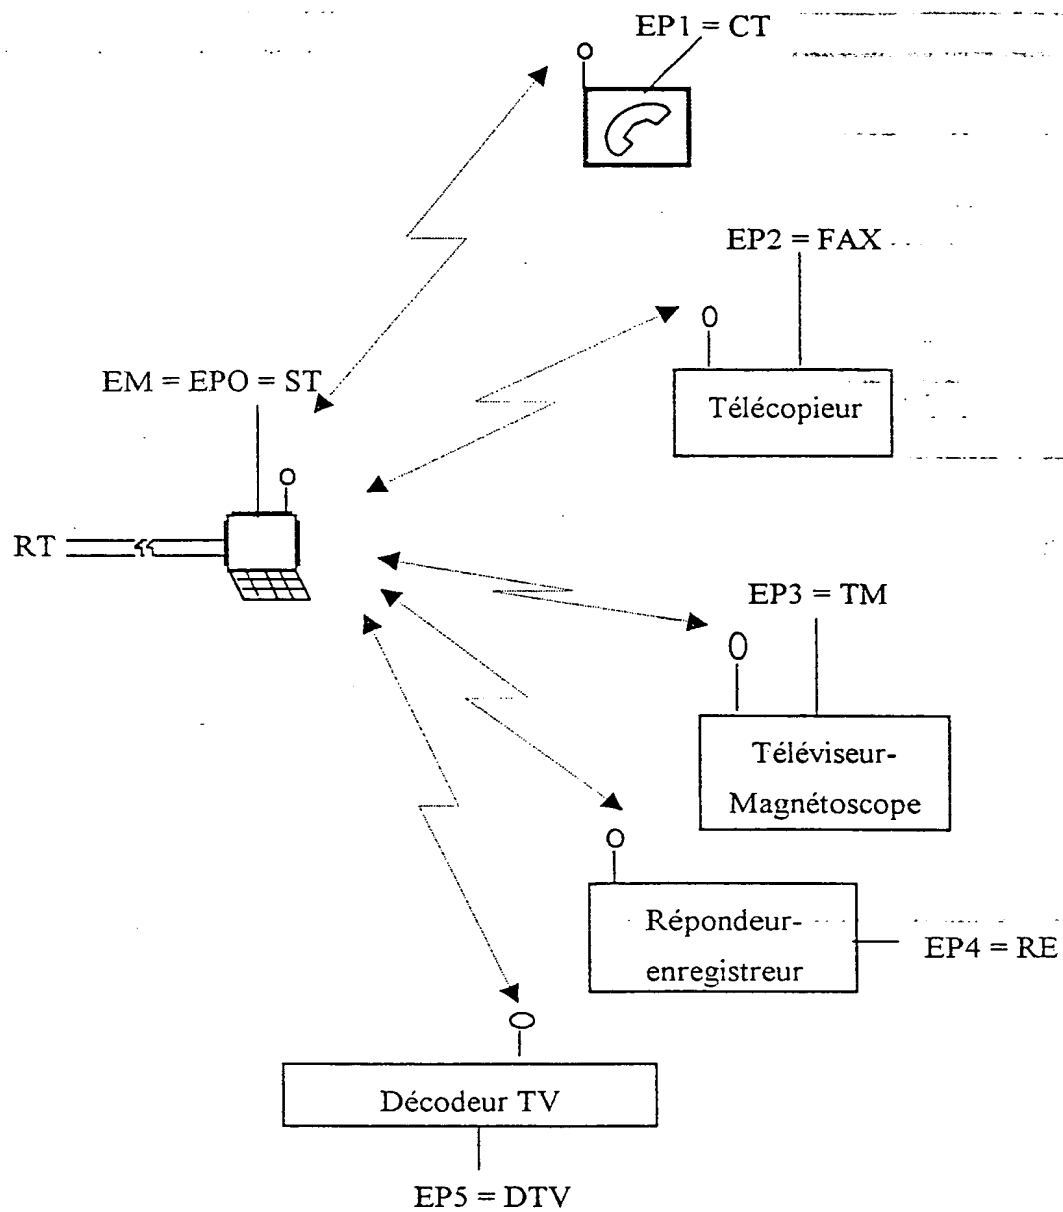 EP1 = CT
EP2 = FAX
Télécopieur
EM = EPO = ST
RT
EP3 = TM
Téléviseur-
Magnétoscope
Répondeur-
enregistreur
EP4 = RE
Décodeur TV
EP5 = DTV